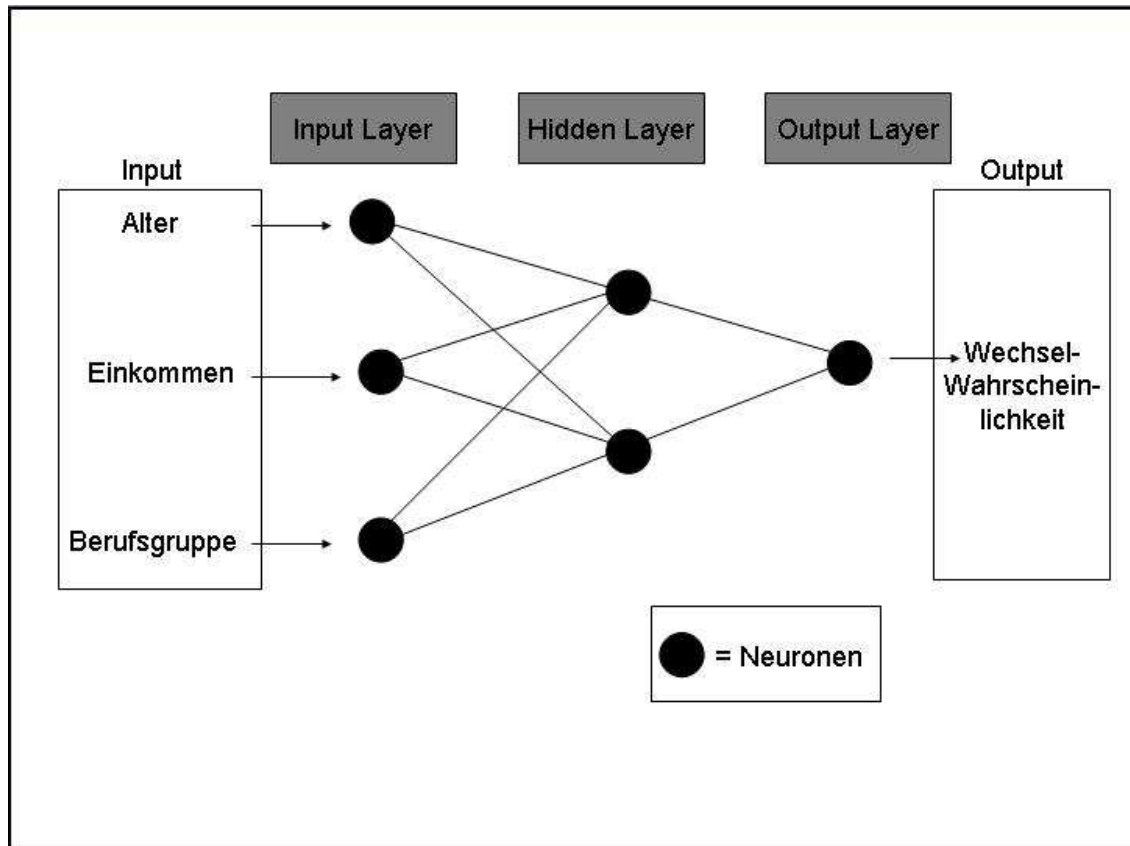 Input Layer
Hidden Layer
Output Layer
Input
Output
Alter
Einkommen
Berufsgruppe
Wechsel-
Wahrschein-
lichkeit
= Neuronen